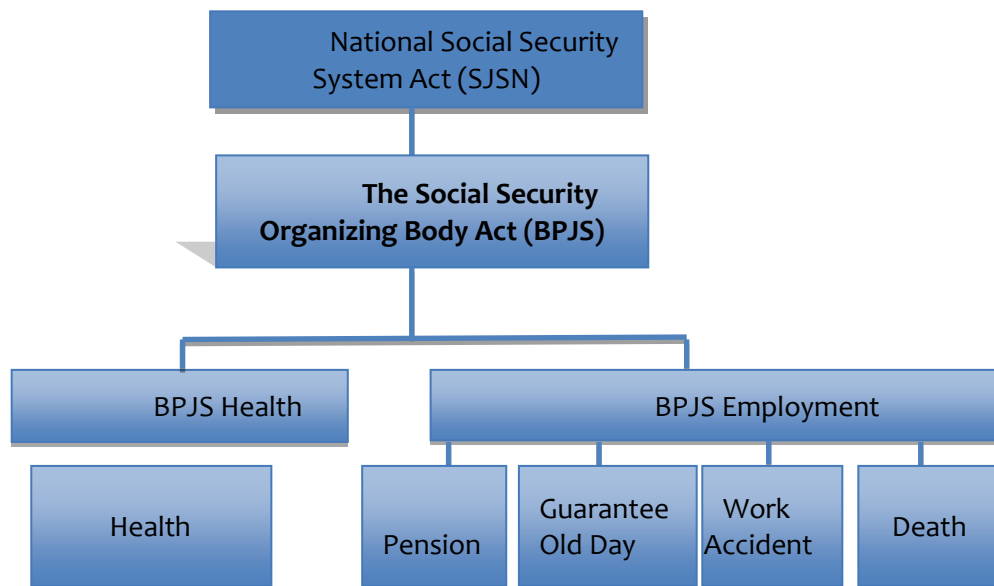 National Social Security
System Act (SJSN)
The Social Security
Organizing Body Act (BPJS)
BPJS Health
BPJS Employment
Health
Pension
Guarantee
Old Day
Work
Accident
Death